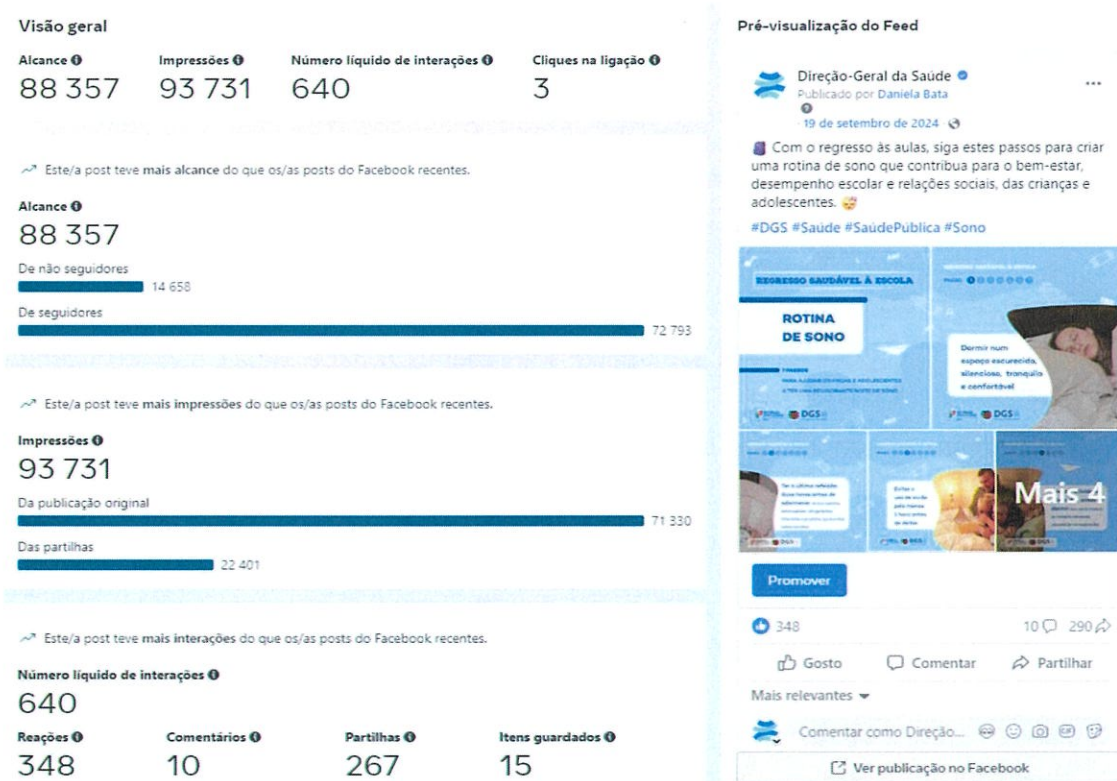 Visão geral
Alcance Impressões Número líquido de interações Cliques na ligação
88 357 93 731 640 3
Este/a post teve mais alcance do que os/as posts do Facebook recentes.
Alcance
88 357
De não seguidores
14 658
De seguidores
72 793
Este/a post teve mais impressões do que os/as posts do Facebook recentes.
Impressões
93 731
Da publicação original
71 330
Das partilhas
22 401
Este/a post teve mais interações do que os/as posts do Facebook recentes.
Número líquido de interações
640
Reações Comentários Partilhas Itens guardados
348 10 267 15
Pré-visualização do Feed
Direção-Geral da Saúde
Publicado por Daniela Bata
19 de setembro de 2024
Com o regresso às aulas, siga estes passos para criar
uma rotina de sono que contribua para o bem-estar,
desempenho escolar e relações sociais, das crianças e
adolescentes. 😴
#DGS #Saúde #SaúdePública #Sono
REGRESSO SAUDÁVEL À ESCOLA
ROTINA
DE SONO
7 PASSOS
DGS
Dormir num
espaço escurecido,
silencioso, tranquilo
e confortável
DGS
Evitar o
DGS
DGS
Mais 4
Promover
348 10 290
Gosto Comentar Partilhar
Mais relevantes
Comentar como Direção...
Ver publicação no Facebook